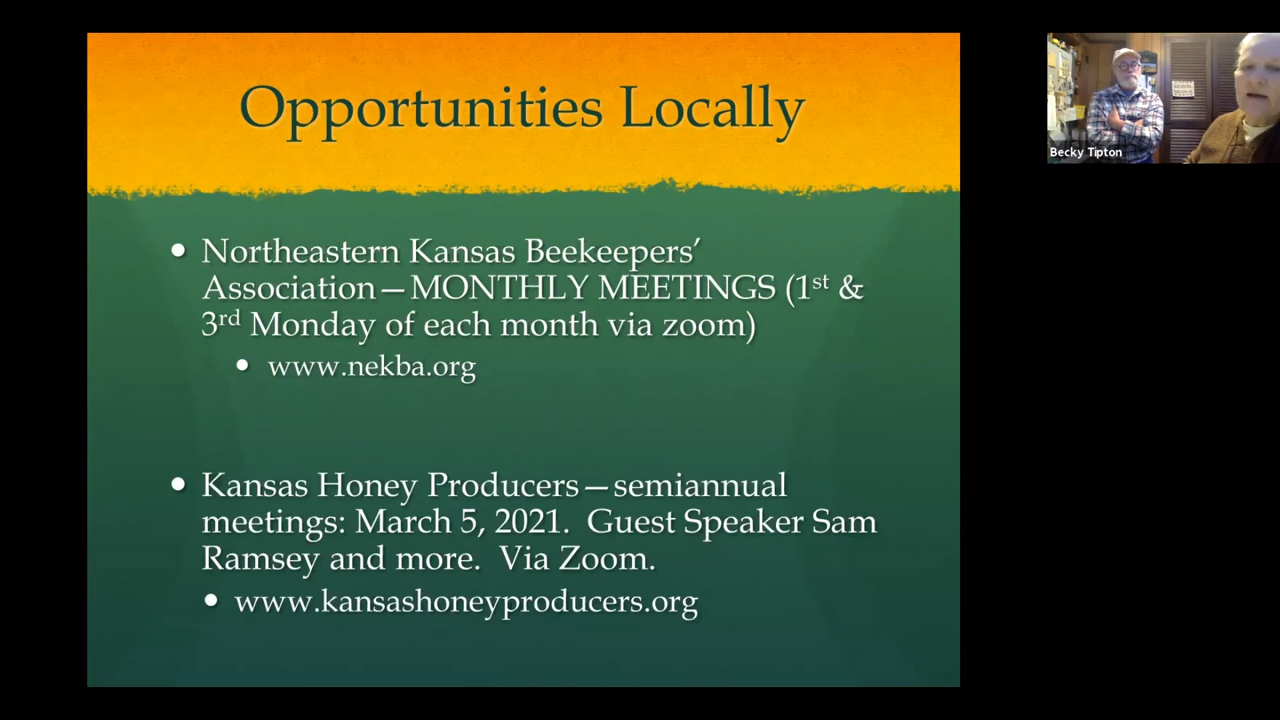 Opportunities Locally
Becky Tipton
• Northeastern Kansas Beekeepers’
Association—MONTHLY MEETINGS (1st &
3rd Monday of each month via zoom)
• www.nekba.org
• Kansas Honey Producers—semiannual
meetings: March 5, 2021. Guest Speaker Sam
Ramsey and more. Via Zoom.
• www.kansashoneyproducers.org